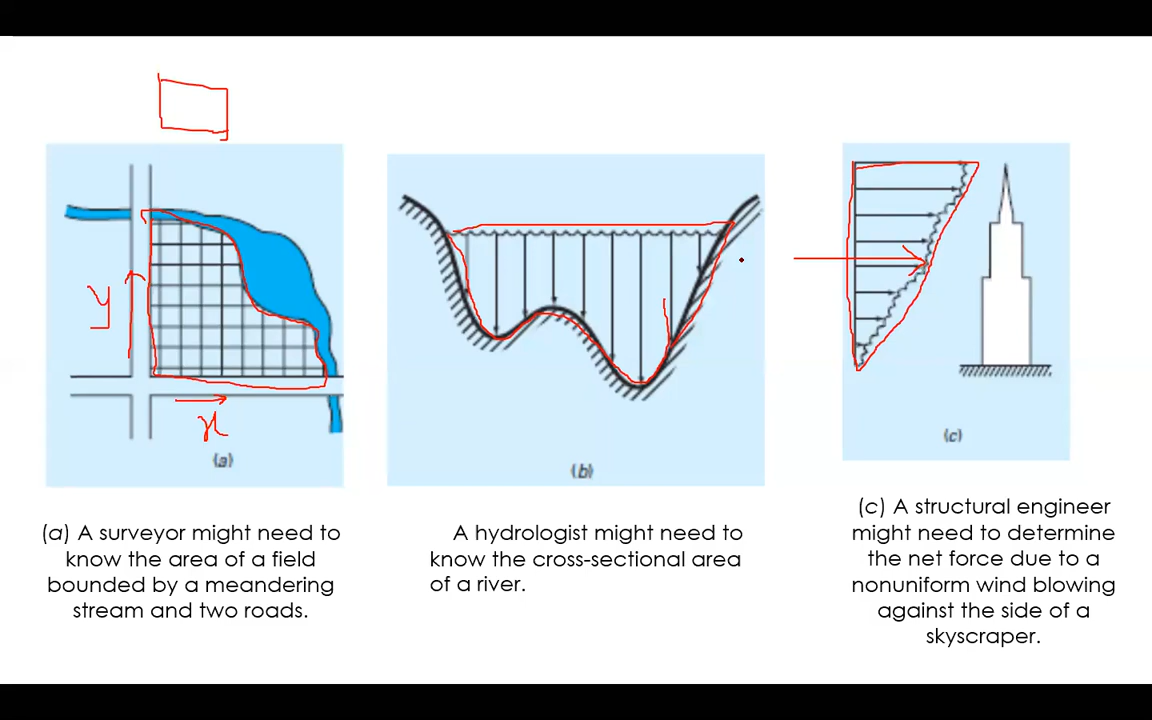 y
x
(a)
(b)
(c)
(a) A surveyor might need to
know the area of a field
bounded by a meandering
stream and two roads.
A hydrologist might need to
know the cross-sectional area
of a river.
(c) A structural engineer
might need to determine
the net force due to a
nonuniform wind blowing
against the side of a
skyscraper.